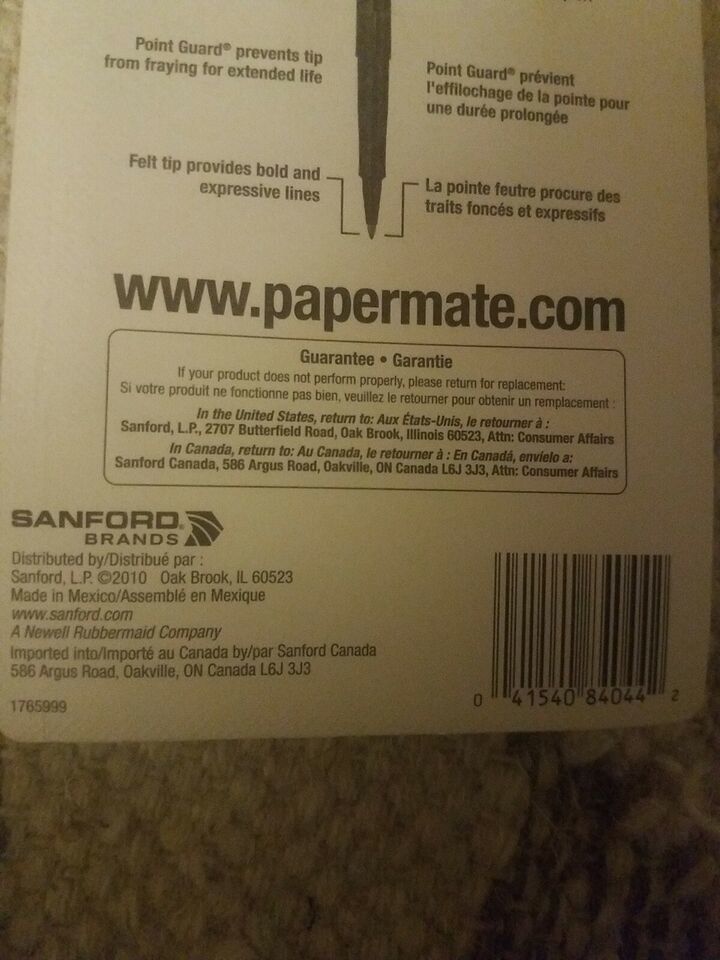 Point Guard® prevents tip
from fraying for extended life
Point Guard® prévient
l'effilochage de la pointe pour
une durée prolongée
Felt tip provides bold and
expressive lines
La pointe feutre procure des
traits foncés et expressifs
www.papermate.com
Guarantee • Garantie
If your product does not perform properly, please return for replacement:
Si votre produit ne fonctionne pas bien, veuillez le retourner pour obtenir un remplacement :
In the United States, return to: Aux États-Unis, le retourner à :
Sanford, L.P., 2707 Butterfield Road, Oak Brook, Illinois 60523, Attn: Consumer Affairs
In Canada, return to: Au Canada, le retourner à : En Canadá, envíelo a:
Sanford Canada, 586 Argus Road, Oakville, ON Canada L6J 3J3, Attn: Consumer Affairs
SANFORD®
BRANDS
Distributed by/Distribué par :
Sanford, L.P. ©2010 Oak Brook, IL 60523
Made in Mexico/Assemblé en Mexique
www.sanford.com
A Newell Rubbermaid Company
Imported into/Importé au Canada by/par Sanford Canada
586 Argus Road, Oakville, ON Canada L6J 3J3
1765999
0 41540 84044 2